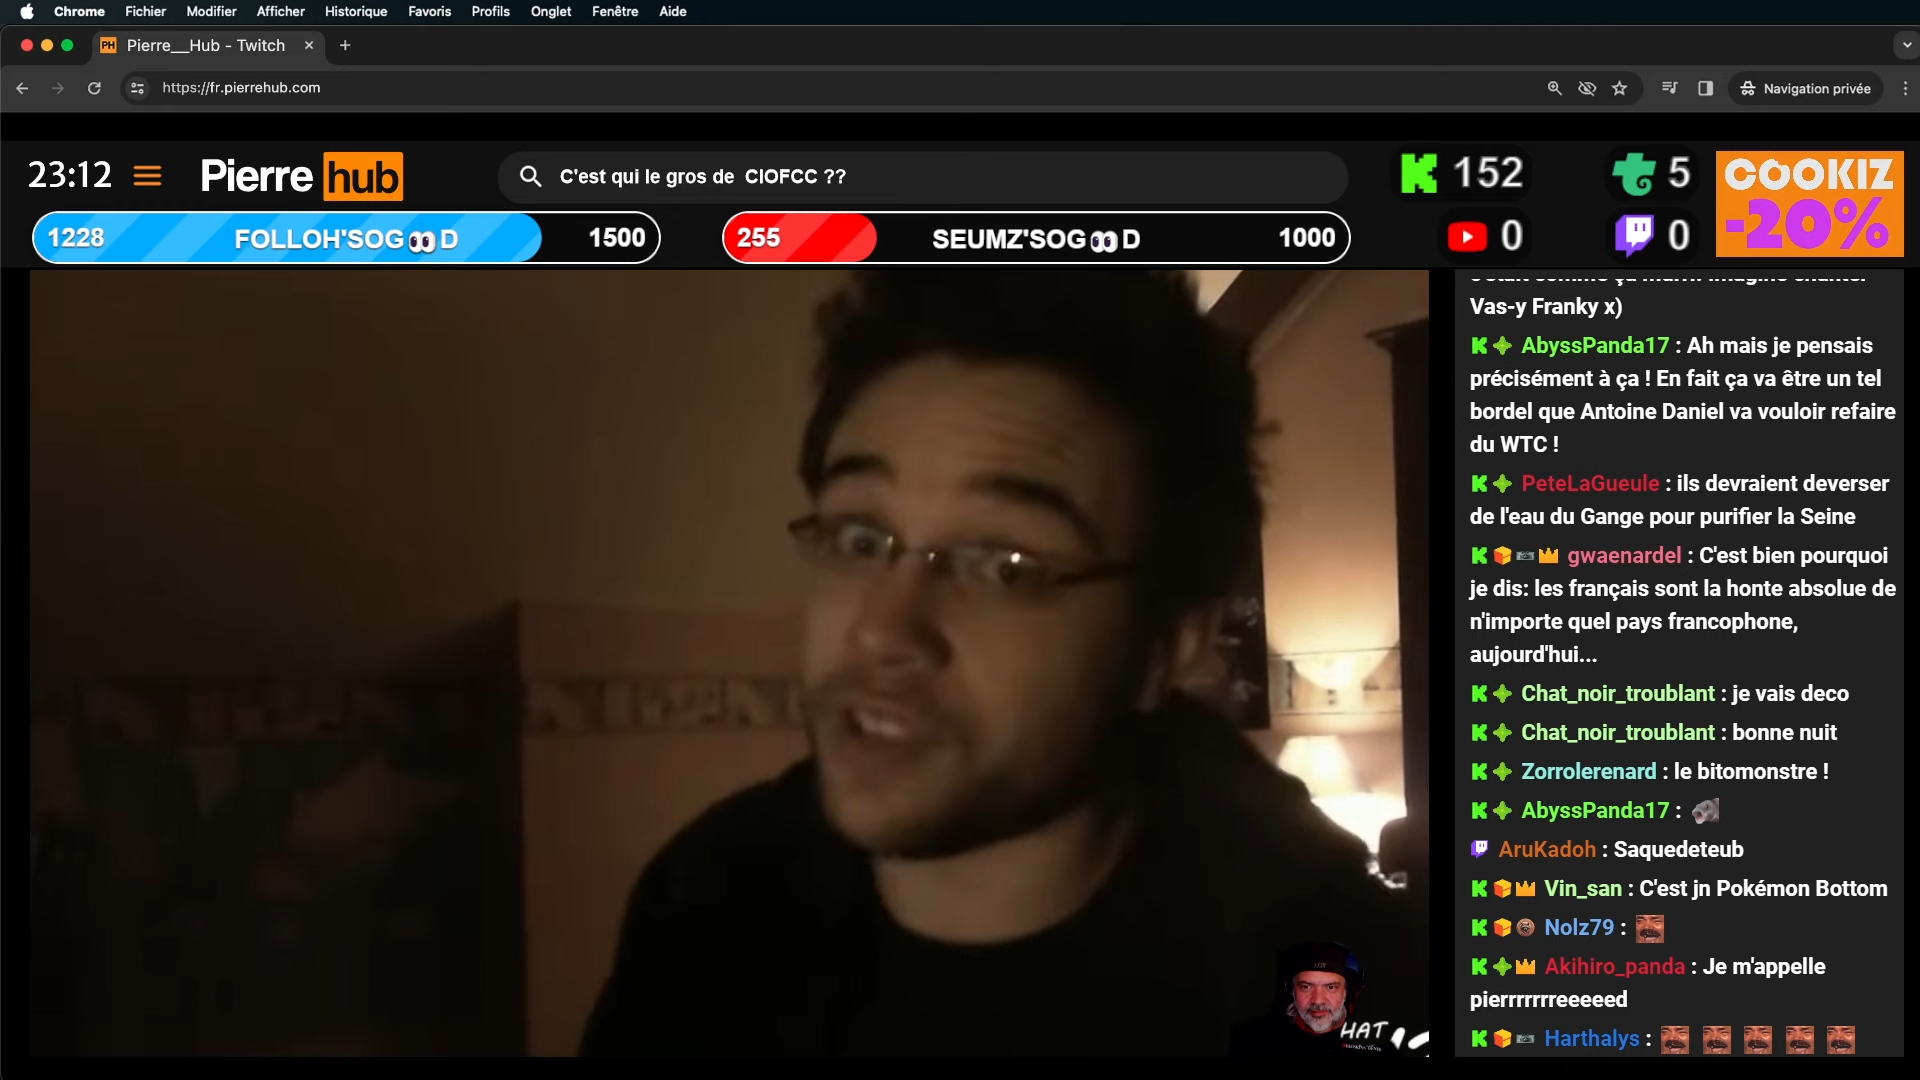 Chrome Fichier Modifier Afficher Historique Favoris Profils Onglet Fenêtre Aide
PH Pierre__Hub - Twitch
https://fr.pierrehub.com
Navigation privée
23:12 Pierre hub
C'est qui le gros de CIOFCC ??
152
5
COOKIZ
-20%
1228 FOLLOH'SOG👀D 1500
255 SEUMZ'SOG👀D 1000
0
0
Vas-y Franky x)
AbyssPanda17 : Ah mais je pensais
précisément à ça ! En fait ça va être un tel
bordel que Antoine Daniel va vouloir refaire
du WTC !
PeteLaGueule : ils devraient deverser
de l'eau du Gange pour purifier la Seine
gwaenardel : C'est bien pourquoi
je dis: les français sont la honte absolue de
n'importe quel pays francophone,
aujourd'hui...
Chat_noir_troublant : je vais deco
Chat_noir_troublant : bonne nuit
Zorrolerenard : le bitomonstre !
AbyssPanda17 :
AruKadoh : Saquedeteub
Vin_san : C'est jn Pokémon Bottom
Nolz79 :
Akihiro_panda : Je m'appelle
pierrrrrrreeeeed
Harthalys :
HAT